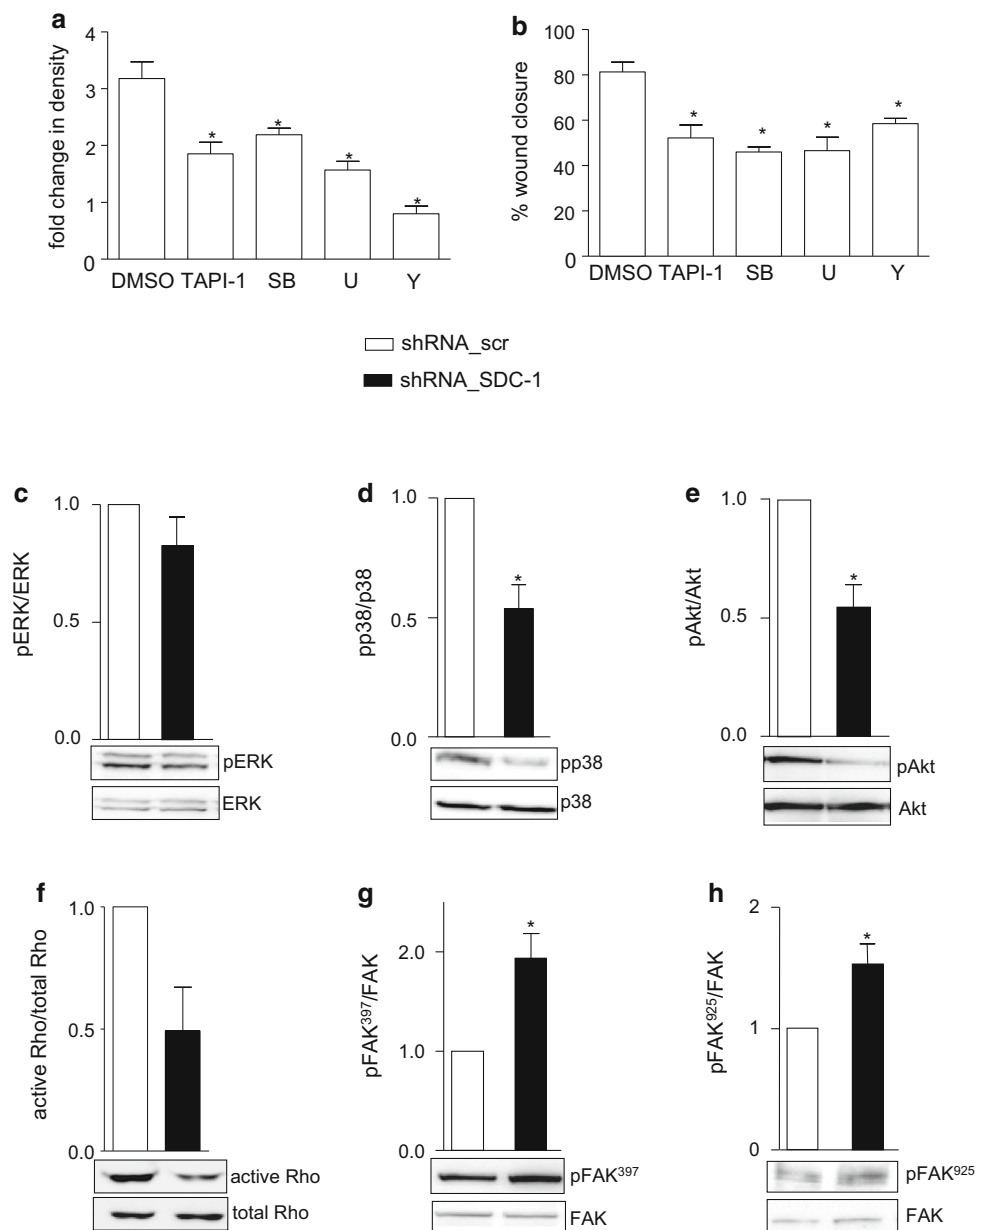 a
fold change in density
4
3
2
1
0
* * * *
DMSO TAPI-1 SB U Y
b
% wound closure
100
80
60
40
20
0
* * * *
DMSO TAPI-1 SB U Y
shRNA_scr
shRNA_SDC-1
c
pERK/ERK
1.0
0.5
0.0
pERK
ERK
d
pp38/p38
1.0
0.5
0.0
*
pp38
p38
e
pAkt/Akt
1.0
0.5
0.0
*
pAkt
Akt
f
active Rho/total Rho
1.0
0.5
0.0
active Rho
total Rho
g
pFAK³⁹⁷/FAK
2.0
1.0
0.0
*
pFAK³⁹⁷
FAK
h
pFAK⁹²⁵/FAK
2
1
0
*
pFAK⁹²⁵
FAK